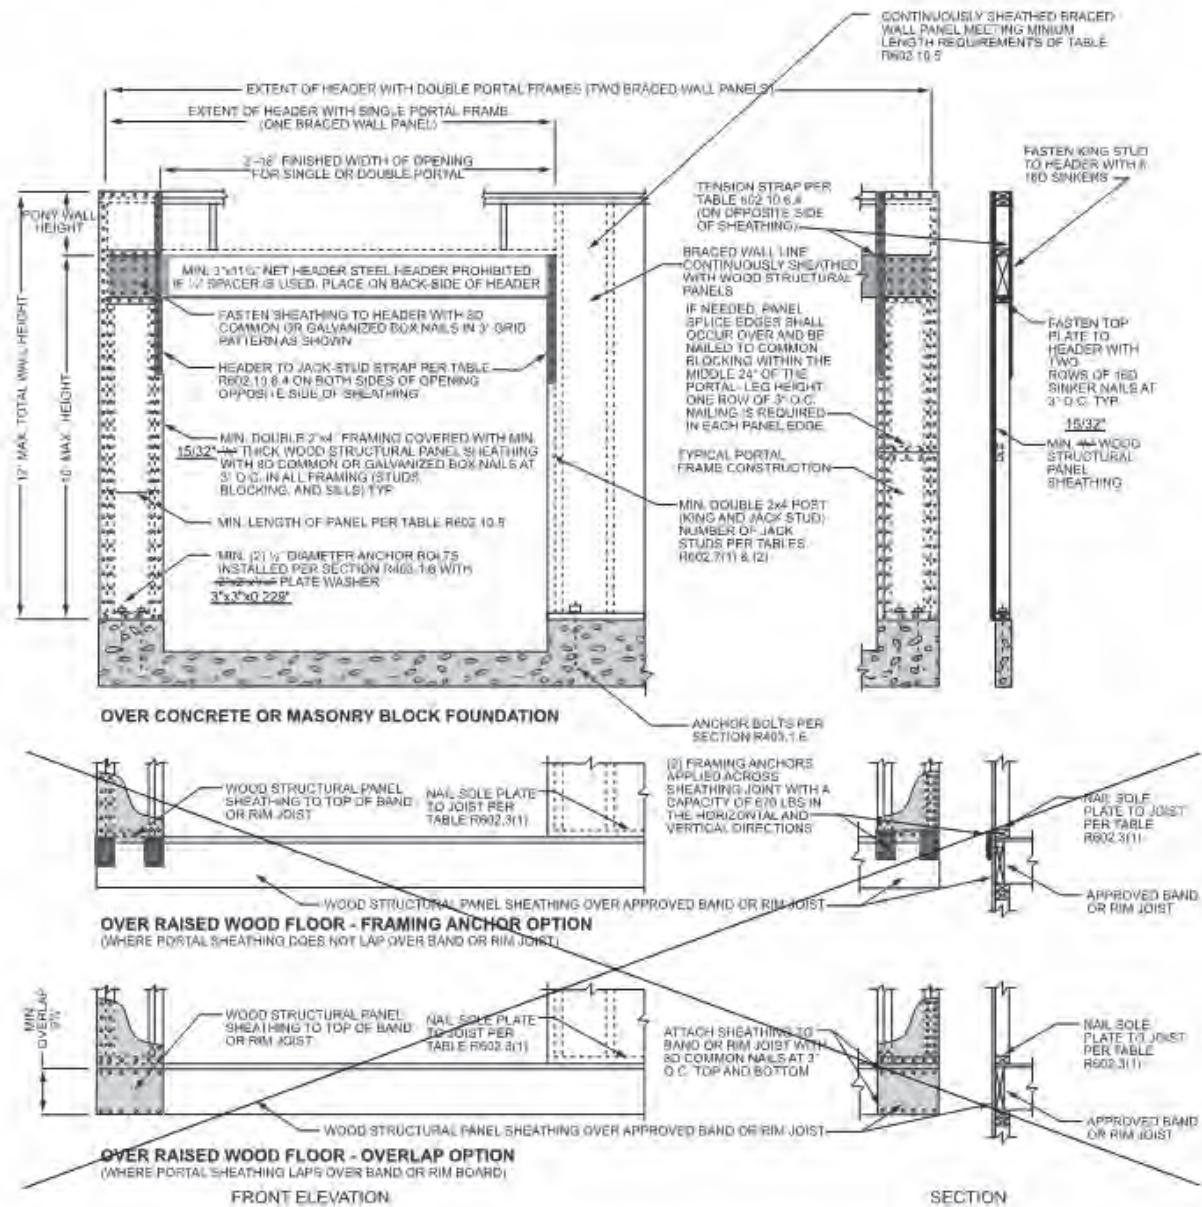 CONTINUOUSLY SHEATHED BRACED
WALL PANEL MEETING MINIUM
LENGTH REQUIREMENTS OF TABLE
R602.10.5
EXTENT OF HEADER WITH DOUBLE PORTAL FRAMES (TWO BRACED WALL PANELS)
EXTENT OF HEADER WITH SINGLE PORTAL FRAME
(ONE BRACED WALL PANEL)
2'-18' FINISHED WIDTH OF OPENING
FOR SINGLE OR DOUBLE PORTAL
FASTEN KING STUD
TO HEADER WITH 6
16D SINKERS
PONY WALL
HEIGHT
12' MAX. TOTAL WALL HEIGHT
10' MAX. HEIGHT
TENSION STRAP PER
TABLE 602.10.6.4
(ON OPPOSITE SIDE
OF SHEATHING)
MIN. 3"x11¼" NET HEADER STEEL HEADER PROHIBITED
IF ½" SPACER IS USED, PLACE ON BACK-SIDE OF HEADER
BRACED WALL LINE
CONTINUOUSLY SHEATHED
WITH WOOD STRUCTURAL
PANELS
FASTEN SHEATHING TO HEADER WITH 8D
COMMON OR GALVANIZED BOX NAILS IN 3" GRID
PATTERN AS SHOWN
HEADER TO JACK-STUD STRAP PER TABLE
R602.10.6.4 ON BOTH SIDES OF OPENING
OPPOSITE SIDE OF SHEATHING
IF NEEDED, PANEL
SPLICE EDGES SHALL
OCCUR OVER AND BE
NAILED TO COMMON
BLOCKING WITHIN THE
MIDDLE 24" OF THE
PORTAL-LEG HEIGHT.
ONE ROW OF 3" O.C.
NAILING IS REQUIRED
IN EACH PANEL EDGE.
FASTEN TOP
PLATE TO
HEADER WITH
TWO
ROWS OF 16D
SINKER NAILS AT
3" O.C. TYP.
15/32"
MIN. WOOD
STRUCTURAL
PANEL
SHEATHING
MIN. DOUBLE 2"x4" FRAMING COVERED WITH MIN.
15/32" THICK WOOD STRUCTURAL PANEL SHEATHING
WITH 8D COMMON OR GALVANIZED BOX NAILS AT
3" O.C. IN ALL FRAMING (STUDS,
BLOCKING, AND SILLS) TYP.
TYPICAL PORTAL
FRAME CONSTRUCTION
MIN. LENGTH OF PANEL PER TABLE R602.10.5
MIN. DOUBLE 2x4 POST
(KING AND JACK STUD)
NUMBER OF JACK
STUDS PER TABLES
R602.7(1) & (2)
MIN. (2) ½" DIAMETER ANCHOR BOLTS
INSTALLED PER SECTION R403.1.6 WITH
PLATE WASHER
3"x3"x0.229"
OVER CONCRETE OR MASONRY BLOCK FOUNDATION
ANCHOR BOLTS PER
SECTION R403.1.6
WOOD STRUCTURAL PANEL
SHEATHING TO TOP OF BAND
OR RIM JOIST
NAIL SOLE PLATE
TO JOIST PER
TABLE R602.3(1)
(2) FRAMING ANCHORS
APPLIED ACROSS
SHEATHING JOINT WITH A
CAPACITY OF 670 LBS IN
THE HORIZONTAL AND
VERTICAL DIRECTIONS
NAIL SOLE
PLATE TO JOIST
PER TABLE
R602.3(1)
WOOD STRUCTURAL PANEL SHEATHING OVER APPROVED BAND OR RIM JOIST
APPROVED BAND
OR RIM JOIST
OVER RAISED WOOD FLOOR - FRAMING ANCHOR OPTION
(WHERE PORTAL SHEATHING DOES NOT LAP OVER BAND OR RIM JOIST)
MIN.
OVERLAP
9¼"
WOOD STRUCTURAL PANEL
SHEATHING TO TOP OF BAND
OR RIM JOIST
NAIL SOLE PLATE
TO JOIST PER
TABLE R602.3(1)
ATTACH SHEATHING TO
BAND OR RIM JOIST WITH
8D COMMON NAILS AT 3"
O.C. TOP AND BOTTOM
NAIL SOLE
PLATE TO JOIST
PER TABLE
R602.3(1)
WOOD STRUCTURAL PANEL SHEATHING OVER APPROVED BAND OR RIM JOIST
APPROVED BAND
OR RIM JOIST
OVER RAISED WOOD FLOOR - OVERLAP OPTION
(WHERE PORTAL SHEATHING LAPS OVER BAND OR RIM BOARD)
FRONT ELEVATION
SECTION